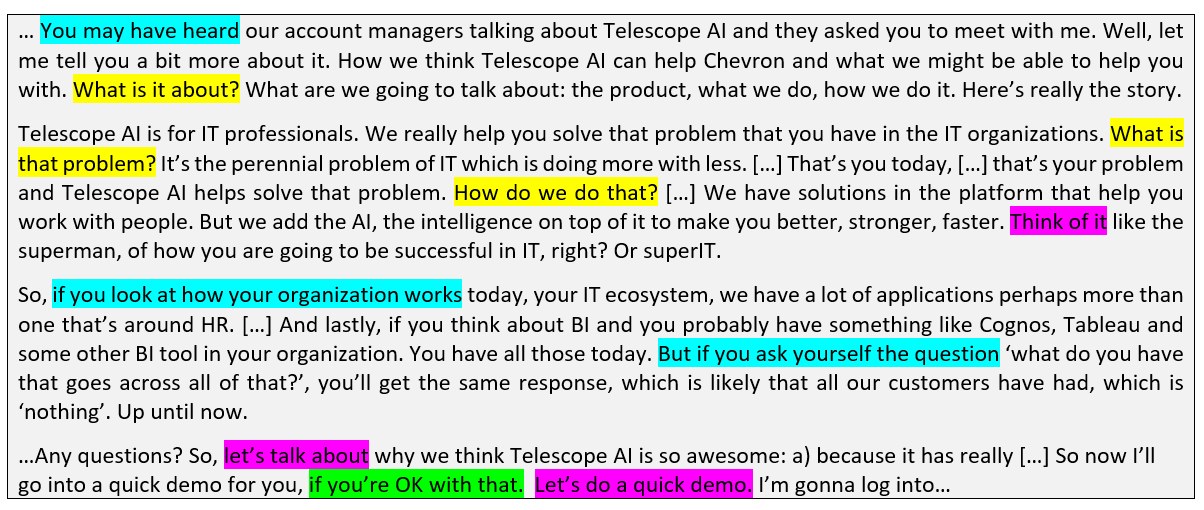 … You may have heard our account managers talking about Telescope AI and they asked you to meet with me. Well, let
me tell you a bit more about it. How we think Telescope AI can help Chevron and what we might be able to help you
with. What is it about? What are we going to talk about: the product, what we do, how we do it. Here’s really the story.
Telescope AI is for IT professionals. We really help you solve that problem that you have in the IT organizations. What is
that problem? It’s the perennial problem of IT which is doing more with less. […] That’s you today, […] that’s your problem
and Telescope AI helps solve that problem. How do we do that? […] We have solutions in the platform that help you
work with people. But we add the AI, the intelligence on top of it to make you better, stronger, faster. Think of it like the
superman, of how you are going to be successful in IT, right? Or superIT.
So, if you look at how your organization works today, your IT ecosystem, we have a lot of applications perhaps more than
one that’s around HR. […] And lastly, if you think about BI and you probably have something like Cognos, Tableau and
some other BI tool in your organization. You have all those today. But if you ask yourself the question ‘what do you have
that goes across all of that?’, you’ll get the same response, which is likely that all our customers have had, which is
‘nothing’. Up until now.
…Any questions? So, let’s talk about why we think Telescope AI is so awesome: a) because it has really […] So now I’ll
go into a quick demo for you, if you’re OK with that. Let’s do a quick demo. I’m gonna log into…